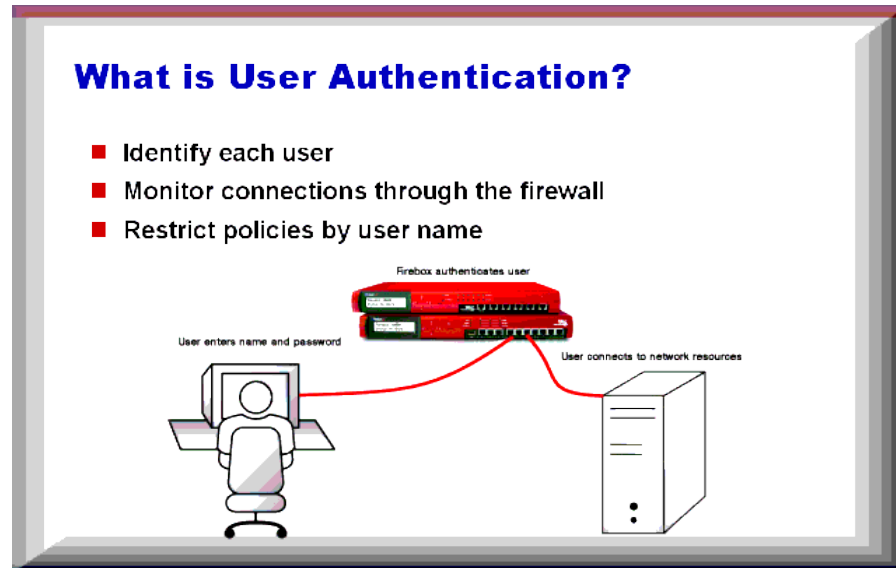 What is User Authentication?
Identify each user
Monitor connections through the firewall
Restrict policies by user name
Firebox authenticates user
User enters name and password
User connects to network resources